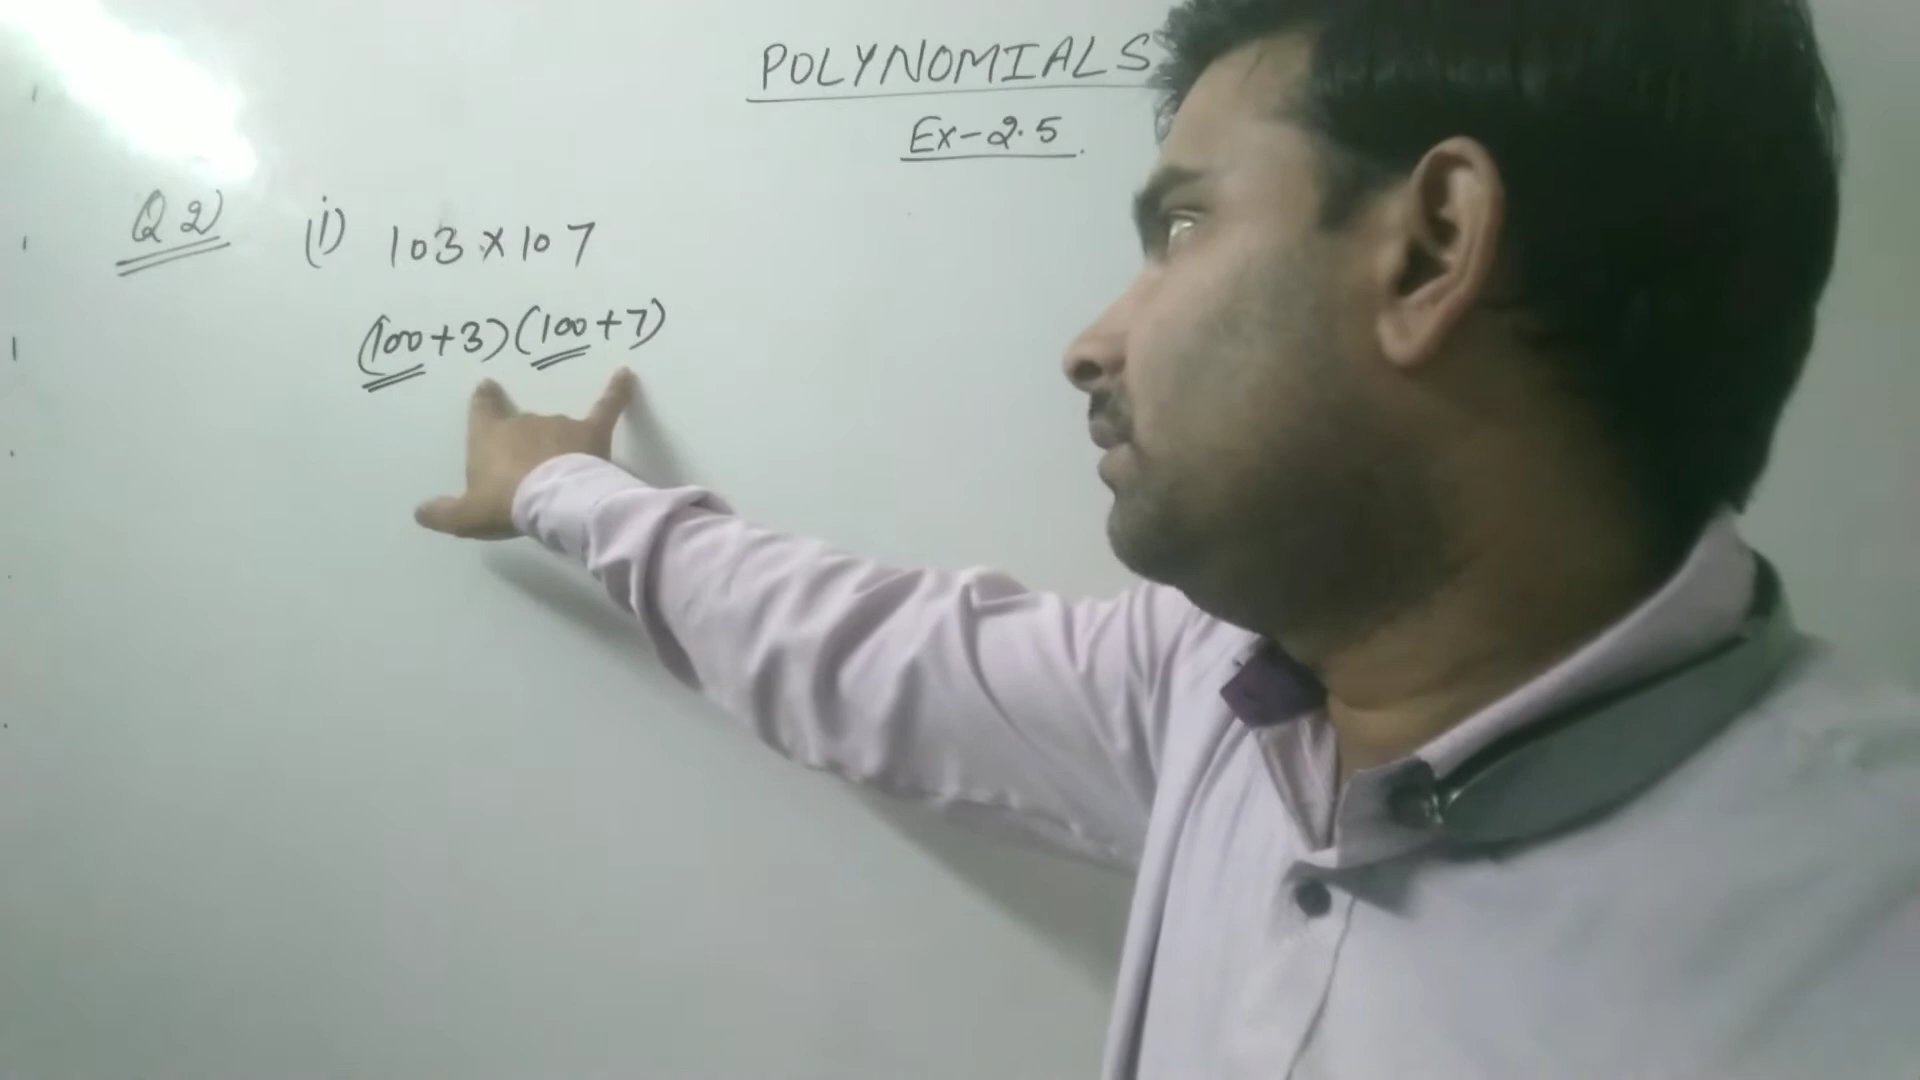 POLYNOMIALS
Ex-2.5
Q2 (i) 103 × 107
(100+3)(100+7)